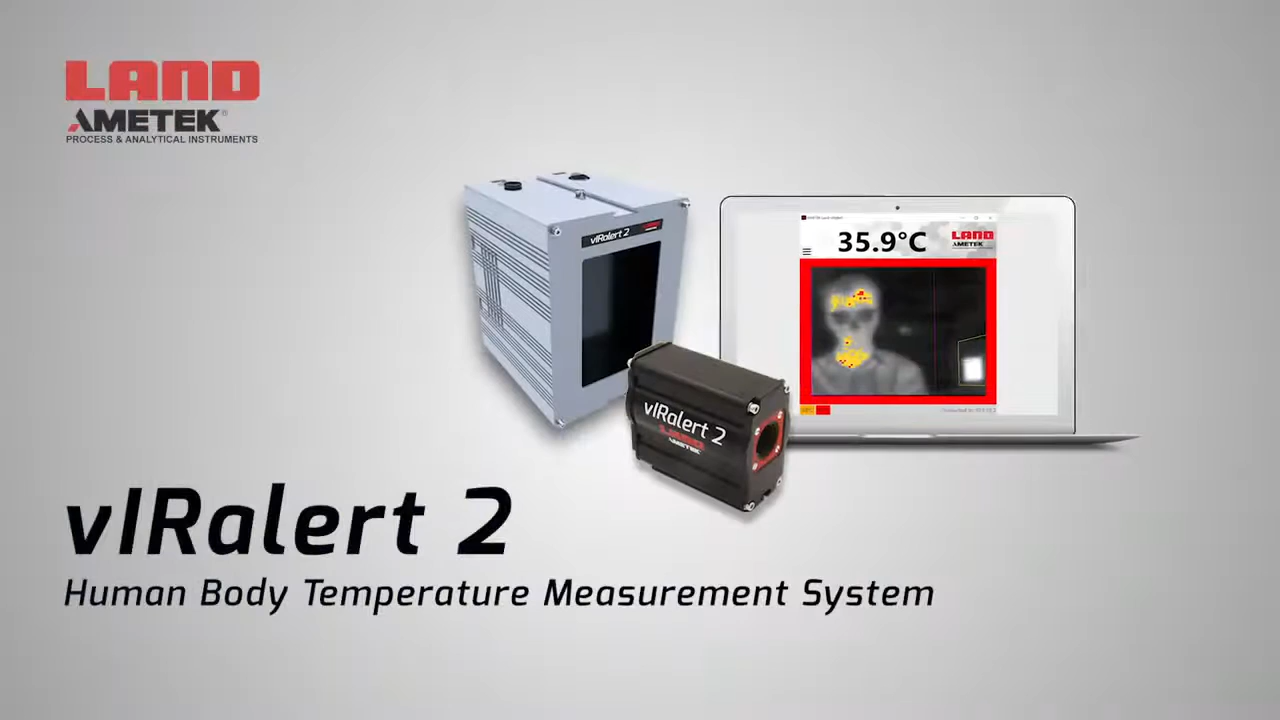 LAND
AMETEK®
PROCESS & ANALYTICAL INSTRUMENTS
vIRalert 2
35.9°C
LAND
AMETEK
vIRalert 2
LAND
AMETEK
vIRalert 2
Human Body Temperature Measurement System